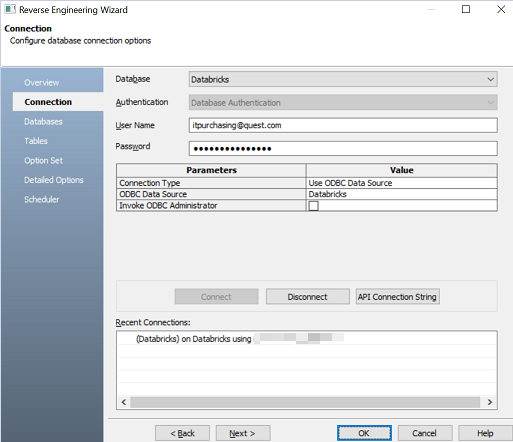 Reverse Engineering Wizard
Connection
Configure database connection options
Overview
Connection
Databases
Tables
Option Set
Detailed Options
Scheduler
Database
Databricks
Authentication
Database Authentication
User Name
itpurchasing@quest.com
Password
•••••••••••••••
Parameters Value
Connection Type Use ODBC Data Source
ODBC Data Source Databricks
Invoke ODBC Administrator
Connect Disconnect API Connection String
Recent Connections:
(Databricks) on Databricks using
< Back Next > OK Cancel Help